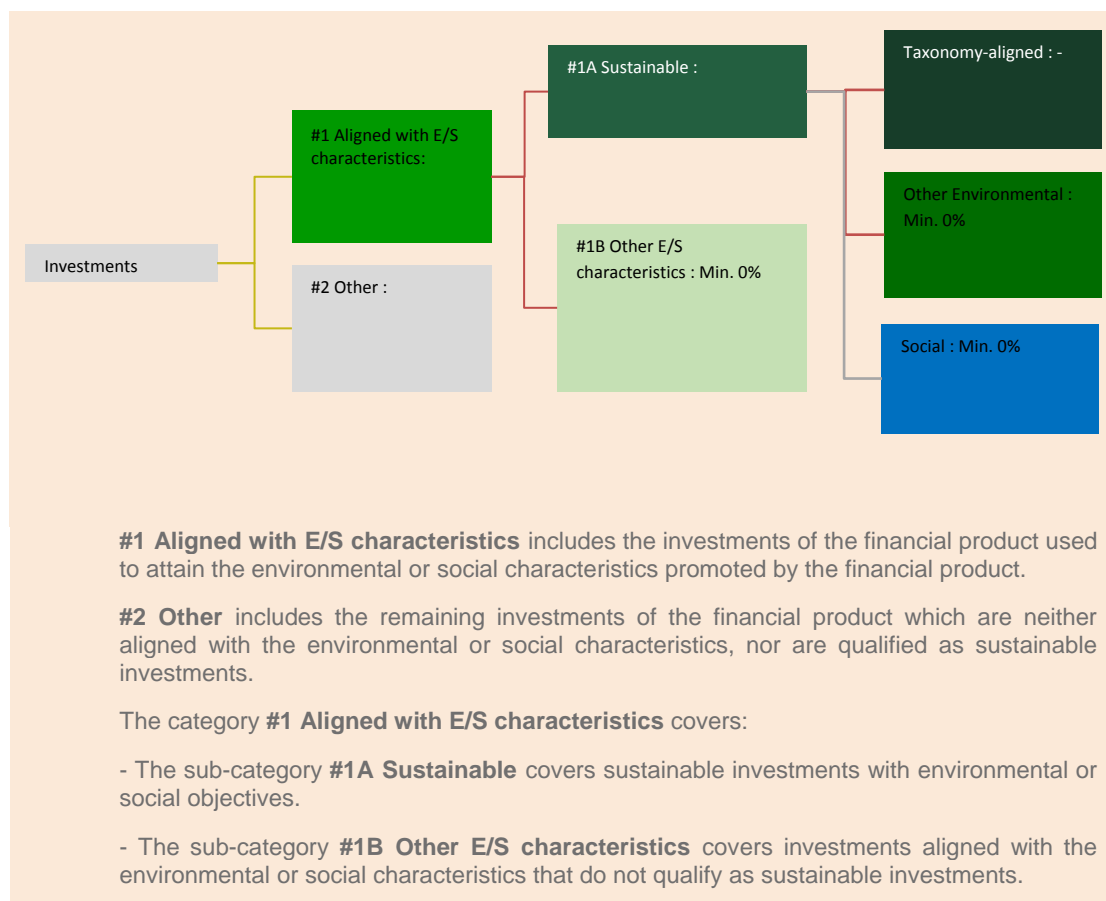 Investments
#1 Aligned with E/S
characteristics:
#2 Other :
#1A Sustainable :
#1B Other E/S
characteristics : Min. 0%
Taxonomy-aligned : -
Other Environmental :
Min. 0%
Social : Min. 0%
#1 Aligned with E/S characteristics includes the investments of the financial product used
to attain the environmental or social characteristics promoted by the financial product.
#2 Other includes the remaining investments of the financial product which are neither
aligned with the environmental or social characteristics, nor are qualified as sustainable
investments.
The category #1 Aligned with E/S characteristics covers:
- The sub-category #1A Sustainable covers sustainable investments with environmental or
social objectives.
- The sub-category #1B Other E/S characteristics covers investments aligned with the
environmental or social characteristics that do not qualify as sustainable investments.